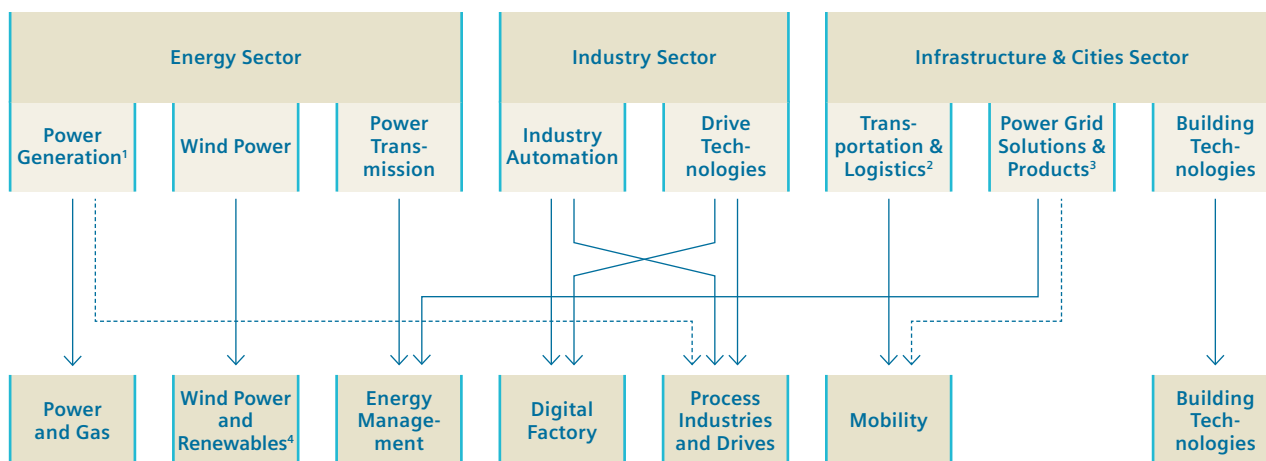 Energy Sector
Industry Sector
Infrastructure & Cities Sector
Power
Generation¹
Wind Power
Power
Trans-
mission
Industry
Automation
Drive
Tech-
nologies
Trans-
portation &
Logistics²
Power Grid
Solutions &
Products³
Building
Tech-
nologies
Power
and Gas
Wind Power
and
Renewables⁴
Energy
Manage-
ment
Digital
Factory
Process
Industries
and Drives
Mobility
Building
Tech-
nologies